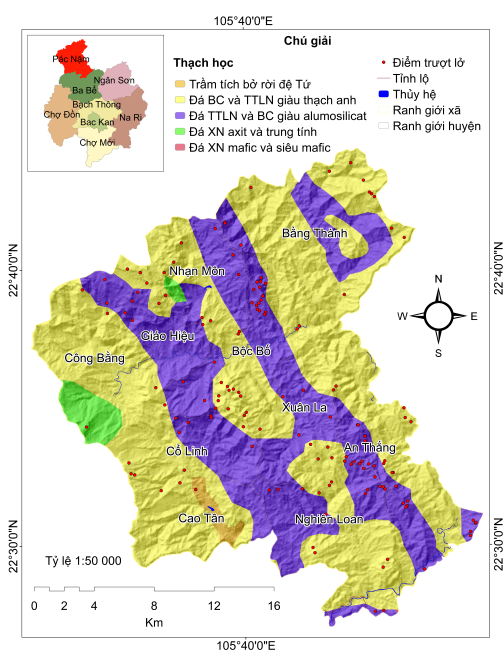 105°40'0"E
Chú giải
Thạch học
Trầm tích bở rời đệ Tứ
Đá BC và TTLN giàu thạch anh
Đá TTLN và BC giàu alumosilicat
Đá XN axit và trung tính
Đá XN mafic và siêu mafic
Điểm trượt lở
Tỉnh lộ
Thủy hệ
Ranh giới xã
Ranh giới huyện
Pác Nặm
Ngân Sơn
Ba Bể
Bạch Thông
Chợ Đồn
Na Rì
Bắc Kạn
Chợ Mới
Bằng Thành
Nhạn Môn
22°40'0"N
22°40'0"N
N
W
E
S
Giáo Hiệu
Bộc Bố
Công Bằng
Xuân La
An Thắng
Cổ Linh
Cao Tân
Nghiên Loan
22°30'0"N
22°30'0"N
Tỷ lệ 1:50 000
0 2 4 8 12 16
Km
105°40'0"E